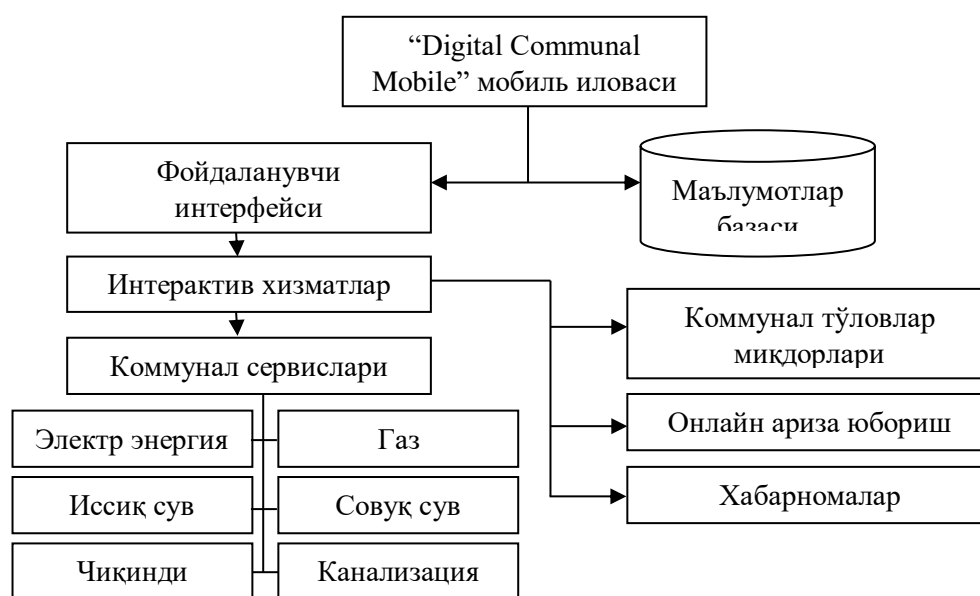 “Digital Communal
Mobile” мобиль иловаси
Фойдаланувчи
интерфейси
Маълумотлар
базаси
Интерактив хизматлар
Коммунал тўловлар
миқдорлари
Коммунал сервислари
Онлайн ариза юбориш
Электр энергия
Газ
Хабарномалар
Иссиқ сув
Совуқ сув
Чиқинди
Канализация